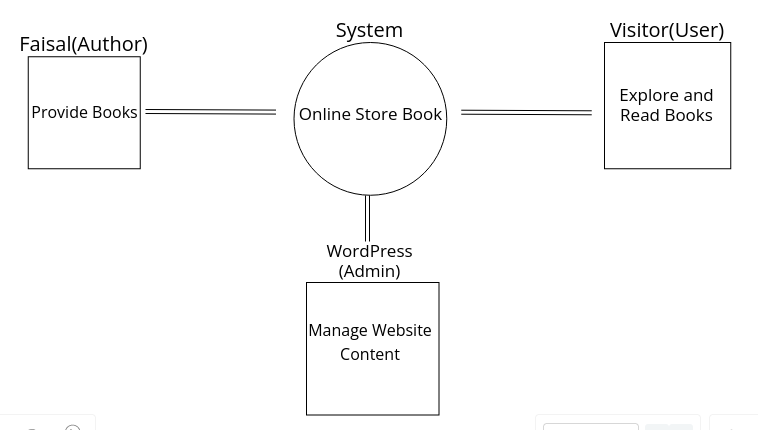 System
Faisal(Author)
Visitor(User)
Provide Books
Online Store Book
Explore and
Read Books
WordPress
(Admin)
Manage Website
Content